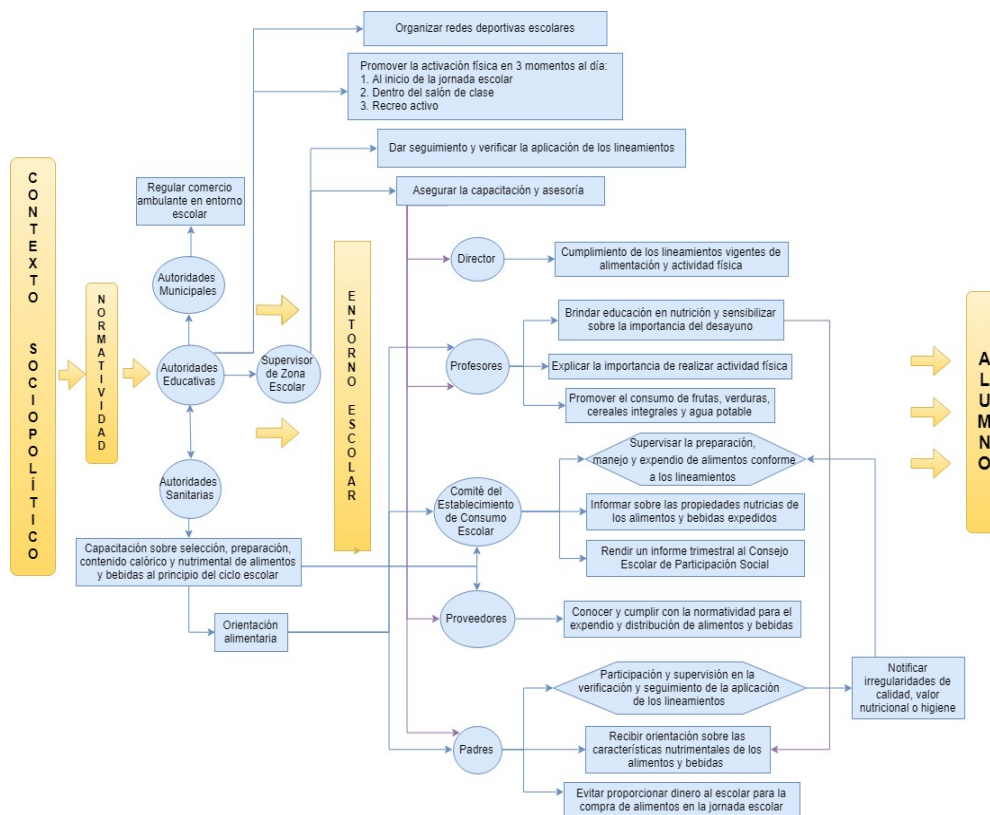 Organizar redes deportivas escolares
Promover la activación física en 3 momentos al día:
1. Al inicio de la jornada escolar
2. Dentro del salón de clase
3. Recreo activo
Dar seguimiento y verificar la aplicación de los lineamientos
Asegurar la capacitación y asesoría
CONTEXTO SOCIOPOLÍTICO
NORMATIVIDAD
Regular comercio
ambulante en entorno
escolar
Autoridades
Municipales
Autoridades
Educativas
Supervisor
de Zona
Escolar
Autoridades
Sanitarias
Capacitación sobre selección, preparación,
contenido calórico y nutrimental de alimentos
y bebidas al principio del ciclo escolar
Orientación
alimentaria
ENTORNO ESCOLAR
Director
Cumplimiento de los lineamientos vigentes de
alimentación y actividad física
Profesores
Brindar educación en nutrición y sensibilizar
sobre la importancia del desayuno
Explicar la importancia de realizar actividad física
Promover el consumo de frutas, verduras,
cereales integrales y agua potable
Comité del
Establecimiento
de Consumo
Escolar
Supervisar la preparación,
manejo y expendio de alimentos conforme
a los lineamientos
Informar sobre las propiedades nutricias de
los alimentos y bebidas expedidos
Rendir un informe trimestral al Consejo
Escolar de Participación Social
Proveedores
Conocer y cumplir con la normatividad para el
expendio y distribución de alimentos y bebidas
Padres
Participación y supervisión en la
verificación y seguimiento de la aplicación
de los lineamientos
Recibir orientación sobre las
características nutrimentales de los
alimentos y bebidas
Evitar proporcionar dinero al escolar para la
compra de alimentos en la jornada escolar
Notificar
irregularidades de
calidad, valor
nutricional o higiene
ALUMNO